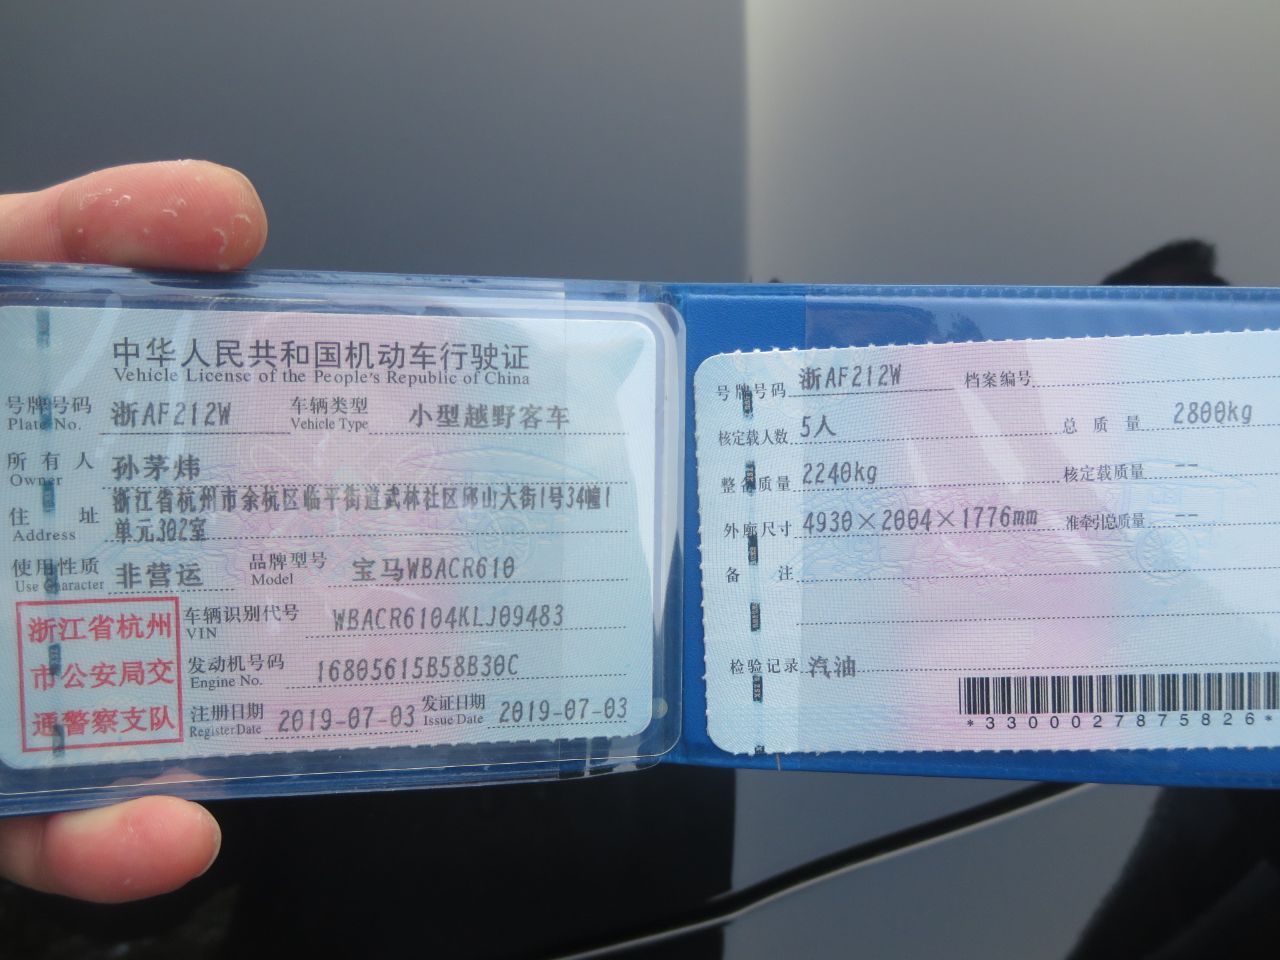 中华人民共和国机动车行驶证
Vehicle License of the People's Republic of China
号牌号码 浙AF212W 车辆类型 小型越野客车
Plate No. Vehicle Type
所有人 孙茅炜
Owner
住址 浙江省杭州市余杭区临平街道武林社区邱山大街1号34幢1
Address 单元302室
使用性质 非营运 品牌型号 宝马WBACR610
Use Character Model
浙江省杭州
市公安局交
通警察支队
车辆识别代号 WBACR6104KLJ09483
VIN
发动机号码 16805615B58B30C
Engine No.
注册日期 2019-07-03 发证日期 2019-07-03
Register Date Issue Date
号牌号码 浙AF212W 档案编号
核定载人数 5人 总质量 2800kg
整备质量 2240kg 核定载质量 --
外廓尺寸 4930×2004×1776mm 准牵引总质量 --
备注
检验记录 汽油
*3300027875826*